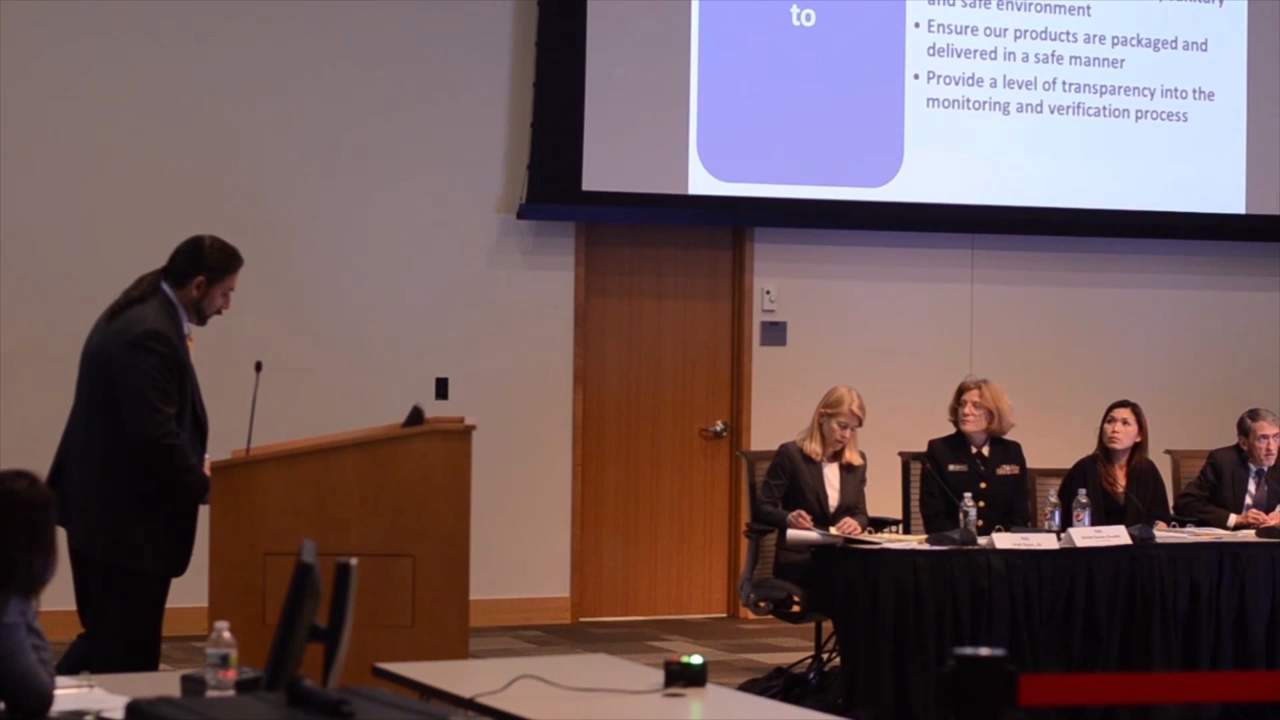 to
and safe environment
• Ensure our products are packaged and
delivered in a safe manner
• Provide a level of transparency into the
monitoring and verification process